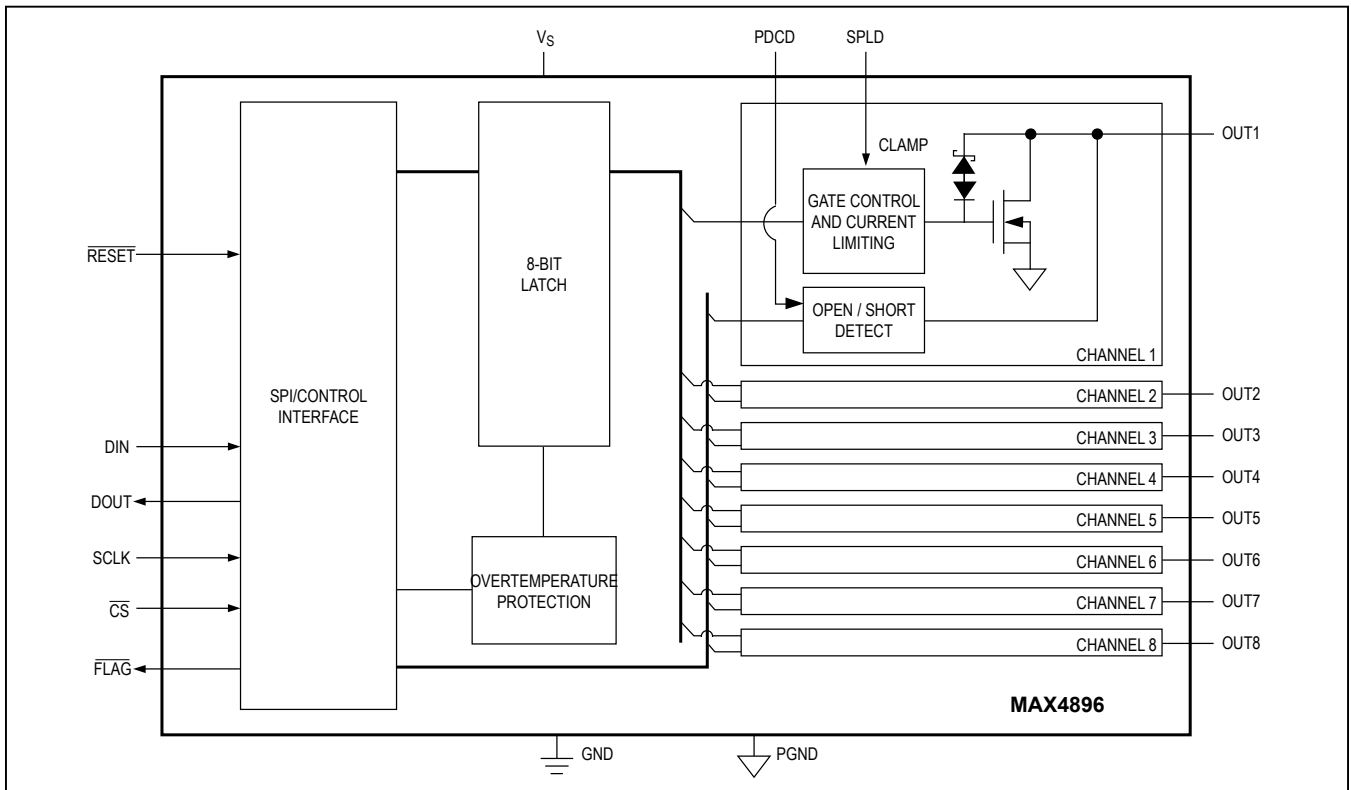 VS
PDCD
SPLD
OUT1
CLAMP
GATE CONTROL
AND CURRENT
LIMITING
RESET
8-BIT
LATCH
OPEN / SHORT
DETECT
CHANNEL 1
SPI/CONTROL
INTERFACE
CHANNEL 2
OUT2
DIN
CHANNEL 3
OUT3
DOUT
CHANNEL 4
OUT4
CHANNEL 5
OUT5
SCLK
CHANNEL 6
OUT6
OVERTEMPERATURE
PROTECTION
CS
CHANNEL 7
OUT7
FLAG
CHANNEL 8
OUT8
MAX4896
GND
PGND